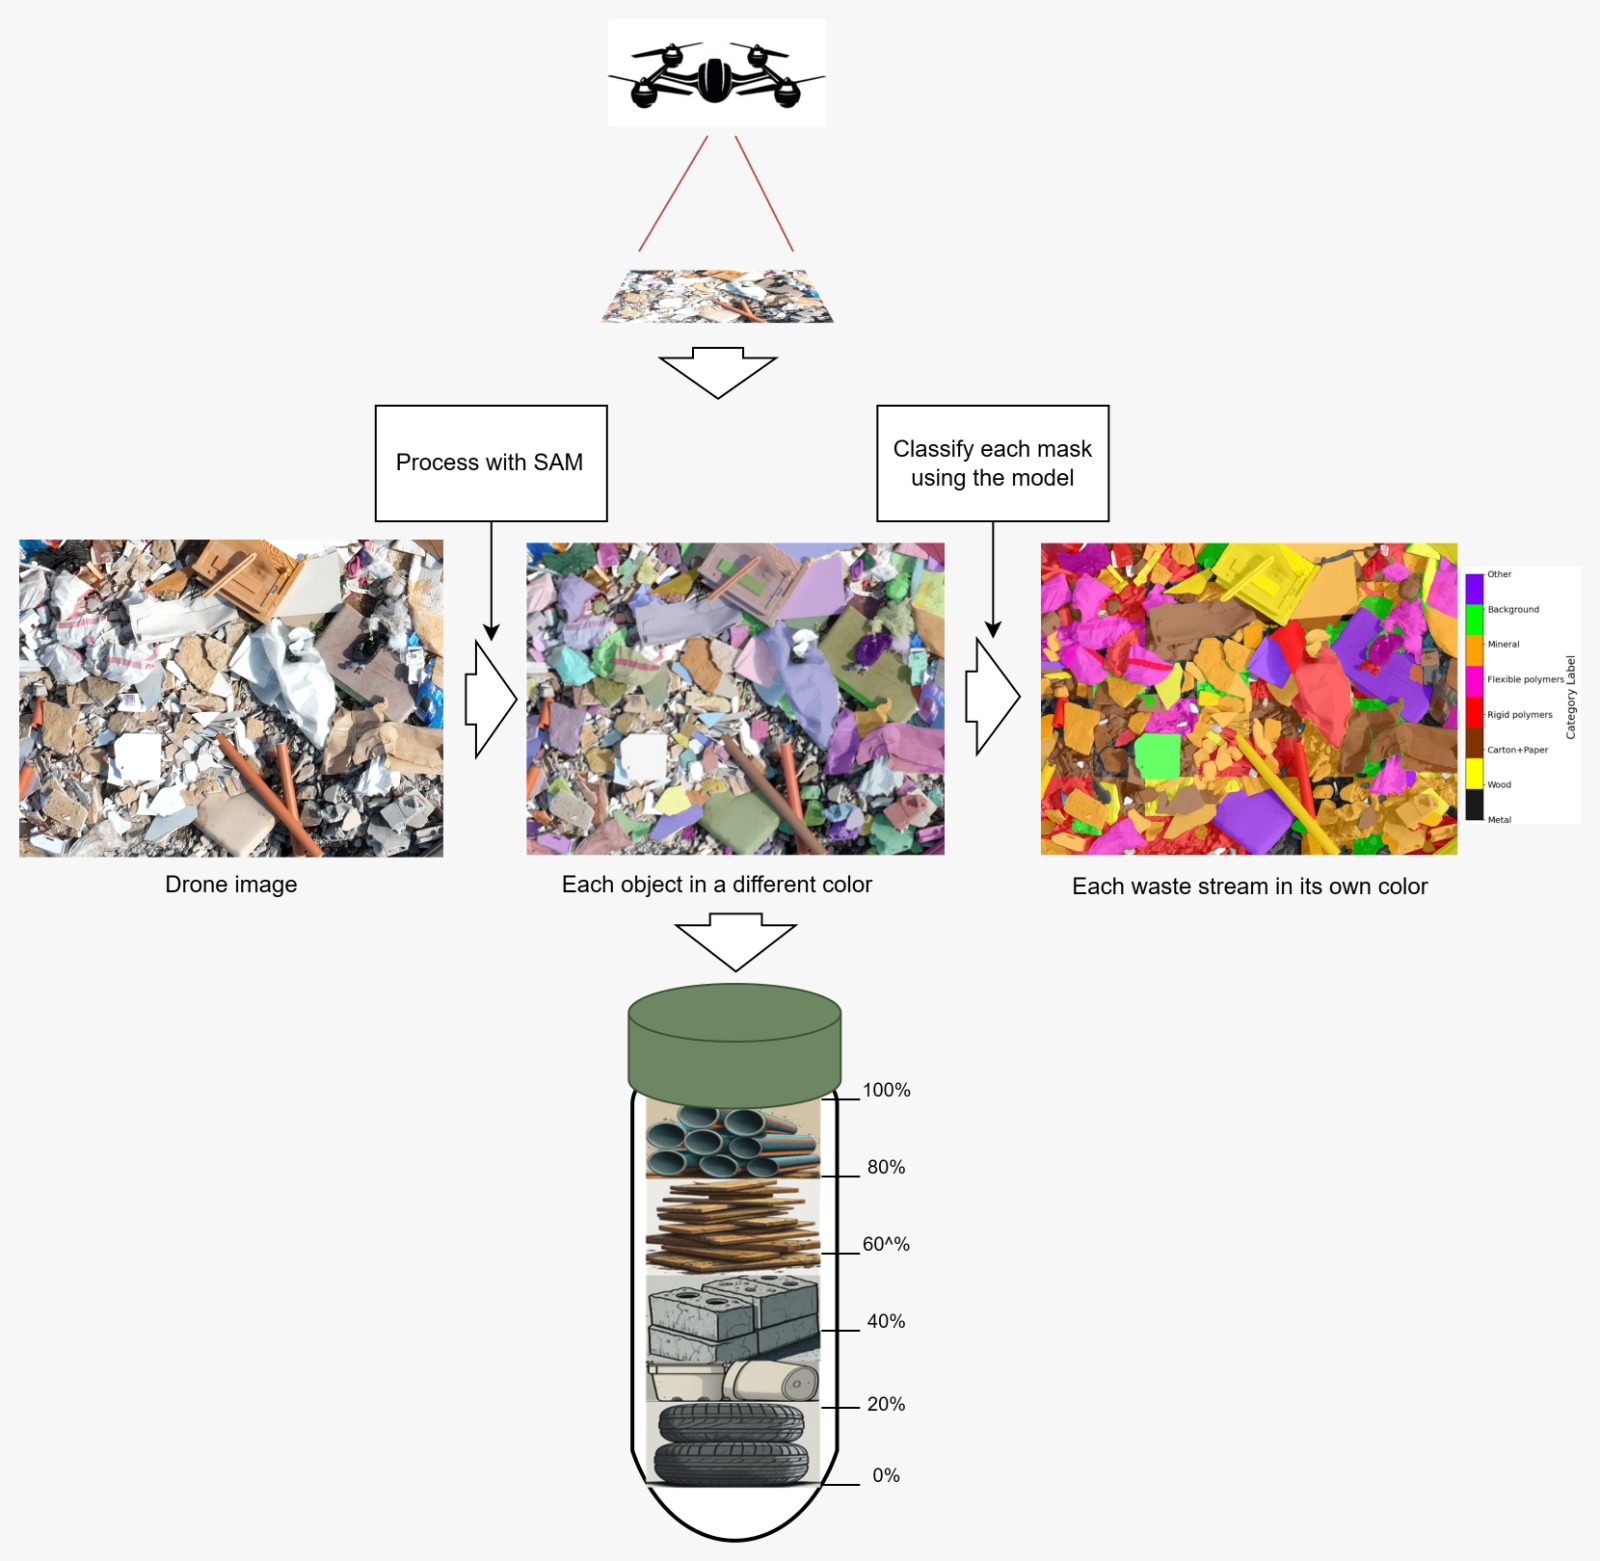 Process with SAM
Classify each mask
using the model
Other
Background
Mineral
Flexible polymers
Rigid polymers
Carton+Paper
Wood
Metal
Category Label
Drone image
Each object in a different color
Each waste stream in its own color
100%
80%
60^%
40%
20%
0%